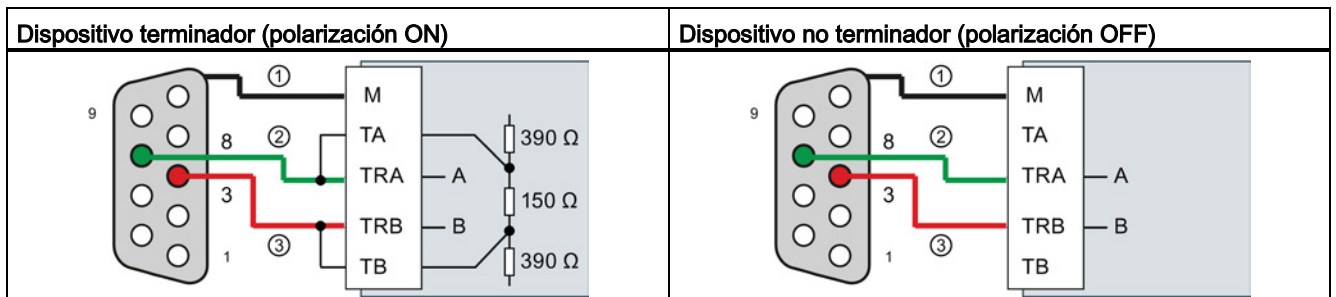 Dispositivo terminador (polarización ON)
9
8
3
1
①
②
③
M
TA
TRA
TRB
TB
A
B
390 Ω
150 Ω
390 Ω
Dispositivo no terminador (polarización OFF)
9
8
3
1
①
②
③
M
TA
TRA
TRB
TB
A
B